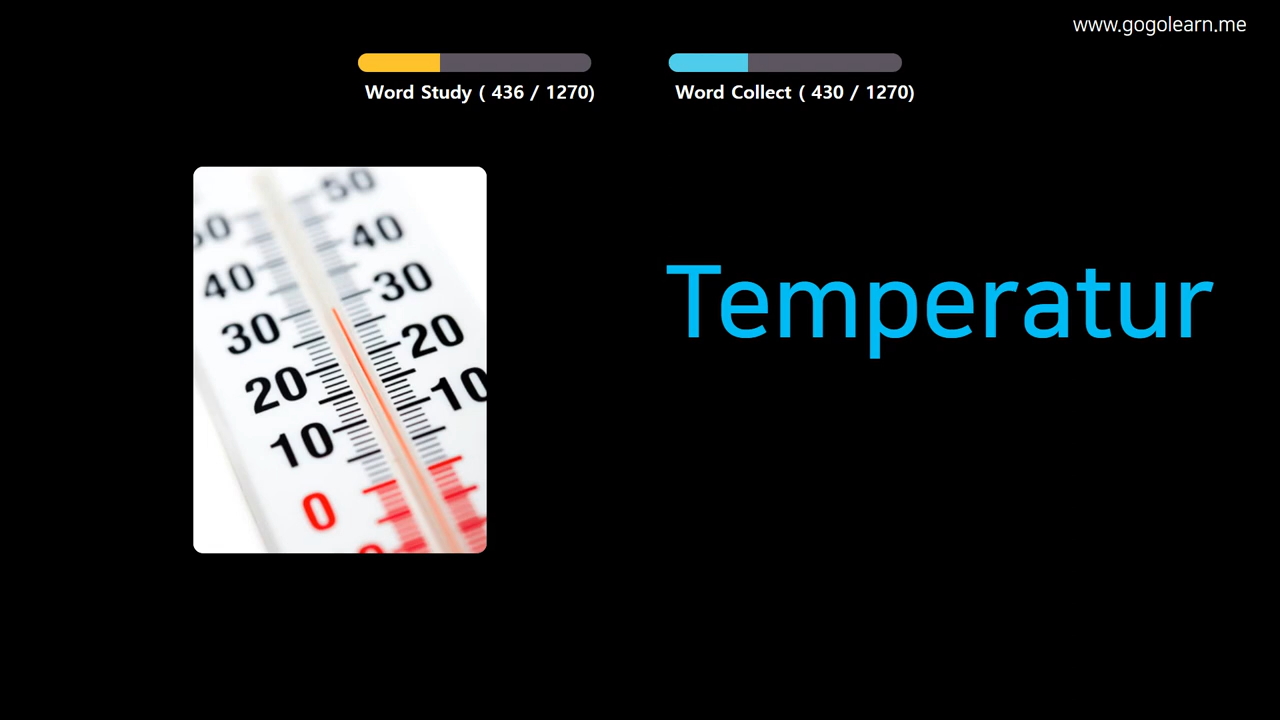 www.gogolearn.me
Word Study ( 436 / 1270)
Word Collect ( 430 / 1270)
Temperatur
50
50
40
40
30
30
20
20
10
10
0